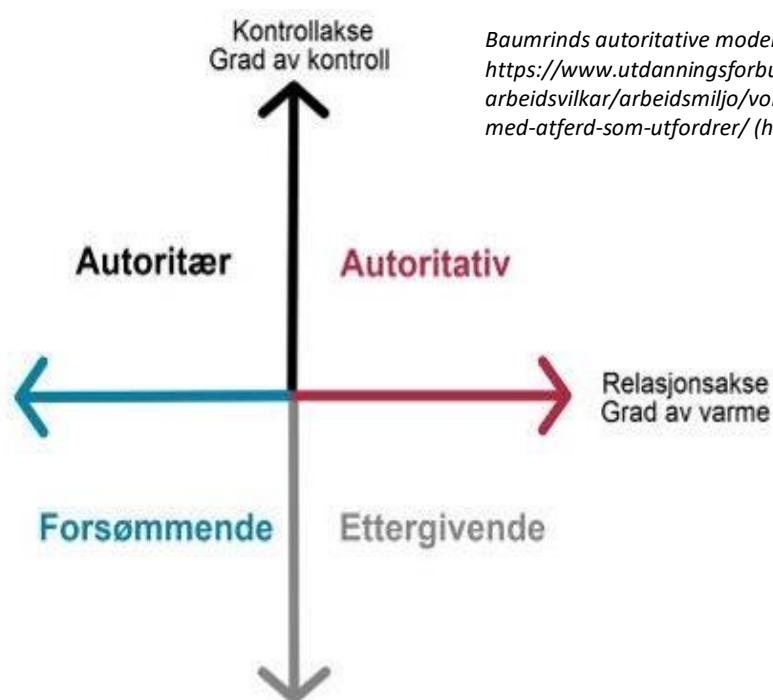 Kontrollakse
Grad av kontroll
Baumrinds autoritative
https://www.utdanningsforbu
arbeidsvilkar/arbeidsmiljo/vo
med-atferd-som-utfordrer/ (h
Autoritær
Autoritativ
Relasjonsakse
Grad av varme
Forsømmende
Ettergivende